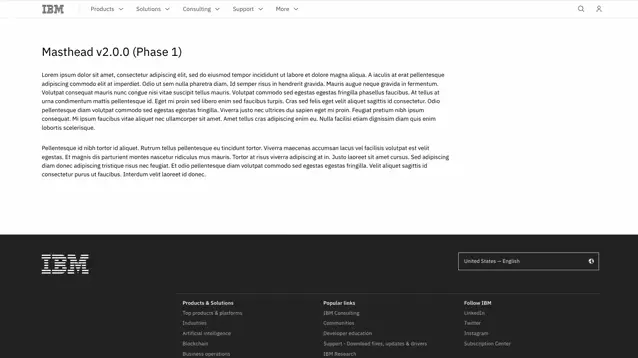 IBM Products Solutions Consulting Support More
Masthead v2.0.0 (Phase 1)
Lorem ipsum dolor sit amet, consectetur adipiscing elit, sed do eiusmod tempor incididunt ut labore et dolore magna aliqua. A iaculis at erat pellentesque
adipiscing commodo elit at imperdiet. Odio ut sem nulla pharetra diam. Id semper risus in hendrerit gravida. Mauris augue neque gravida in fermentum.
Volutpat consequat mauris nunc congue nisi vitae suscipit tellus mauris. Volutpat commodo sed egestas egestas fringilla phasellus faucibus. At tellus at
urna condimentum mattis pellentesque id. Eget mi proin sed libero enim sed faucibus turpis. Cras sed felis eget velit aliquet sagittis id consectetur. Odio
pellentesque diam volutpat commodo sed egestas egestas fringilla. Viverra justo nec ultrices dui sapien eget mi proin. Feugiat pretium nibh ipsum
consequat. Mi ipsum faucibus vitae aliquet nec ullamcorper sit amet. Amet tellus cras adipiscing enim eu. Nulla facilisi etiam dignissim diam quis enim
lobortis scelerisque.
Pellentesque id nibh tortor id aliquet. Rutrum tellus pellentesque eu tincidunt tortor. Viverra maecenas accumsan lacus vel facilisis volutpat est velit
egestas. Et magnis dis parturient montes nascetur ridiculus mus mauris. Tortor at risus viverra adipiscing at in. Justo laoreet sit amet cursus. Sed adipiscing
diam donec adipiscing tristique risus nec feugiat. Et odio pellentesque diam volutpat commodo sed egestas egestas fringilla. Velit aliquet sagittis id
consectetur purus ut faucibus. Interdum velit laoreet id donec.
IBM
United States — English
Products & Solutions
Top products & platforms
Industries
Artificial intelligence
Blockchain
Business operations
Popular links
IBM Consulting
Communities
Developer education
Support - Download fixes, updates & drivers
IBM Research
Follow IBM
LinkedIn
Twitter
Instagram
Subscription Center